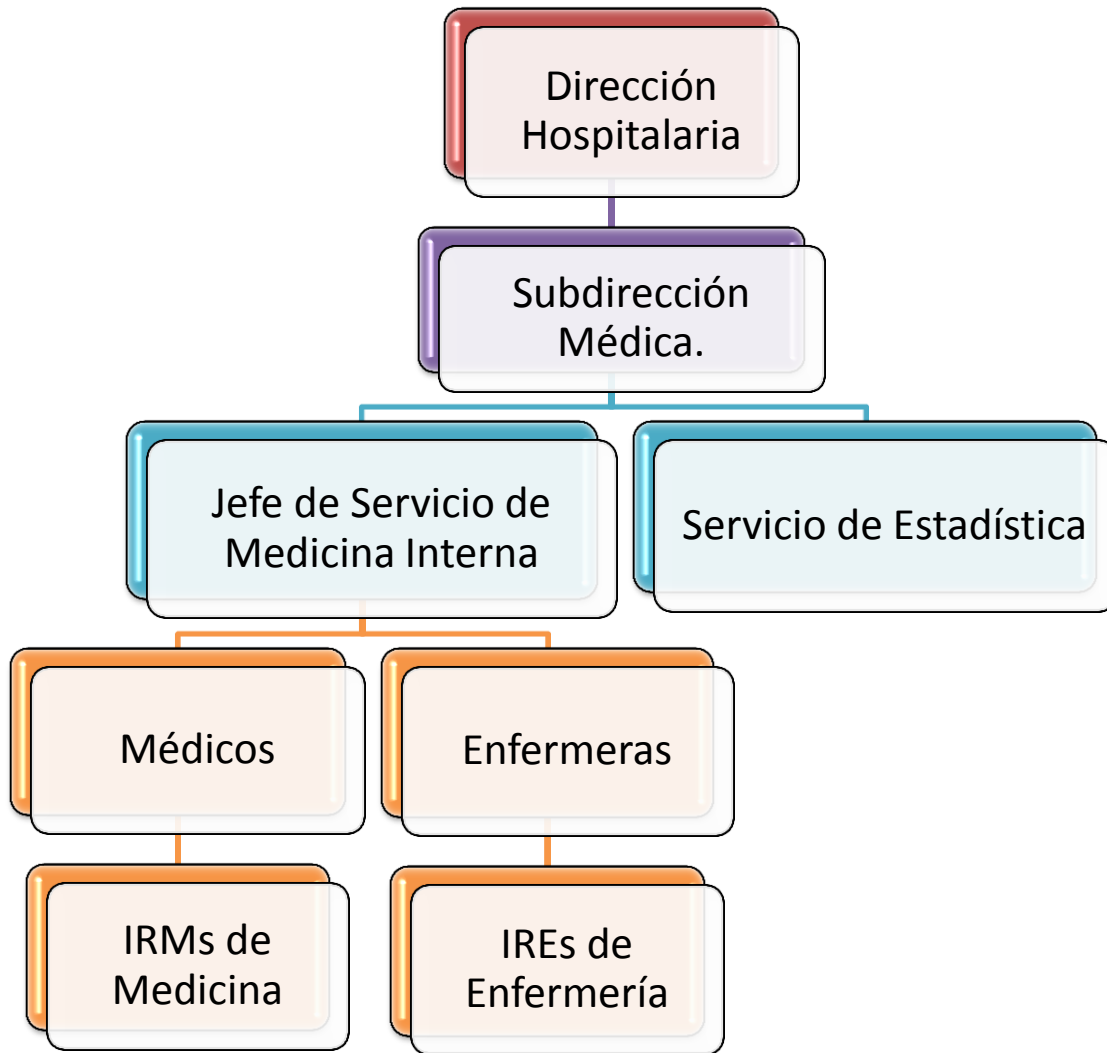 Dirección
Hospitalaria
Subdirección
Médica.
Jefe de Servicio de
Medicina Interna
Servicio de Estadística
Médicos
Enfermeras
IRMs de
Medicina
IREs de
Enfermería